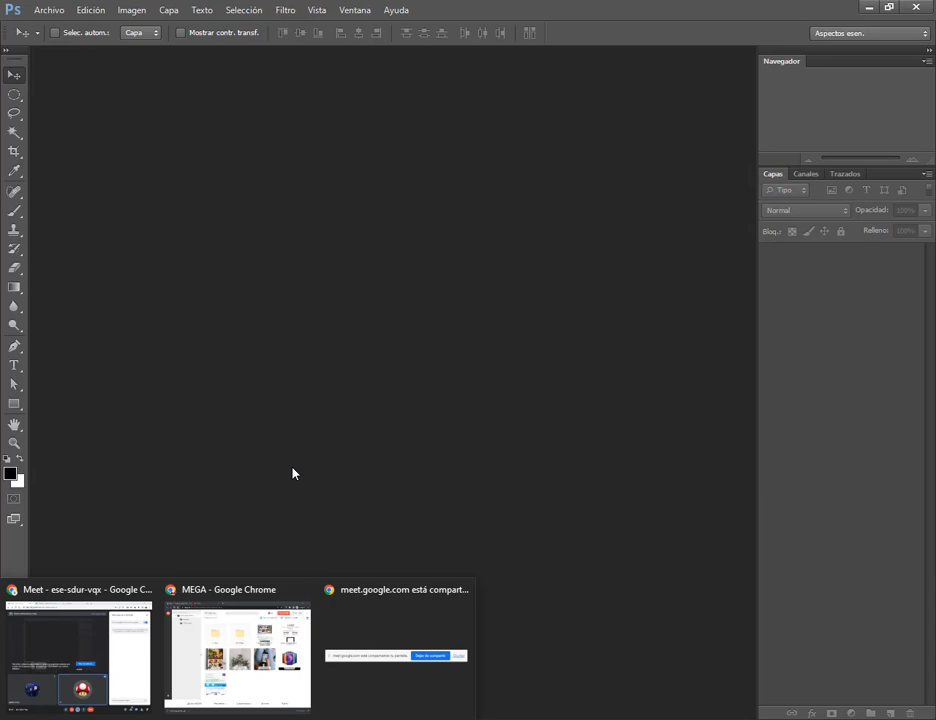 Ps Archivo Edición Imagen Capa Texto Selección Filtro Vista Ventana Ayuda
Selec. autom.: Capa Mostrar contr. transf. Aspectos esen.
Navegador
Capas Canales Trazados
Tipo
Normal Opacidad: 100%
Bloq.: Relleno: 100%
Meet - ese-sdur-vqx - Google C... MEGA - Google Chrome meet.google.com está compart...